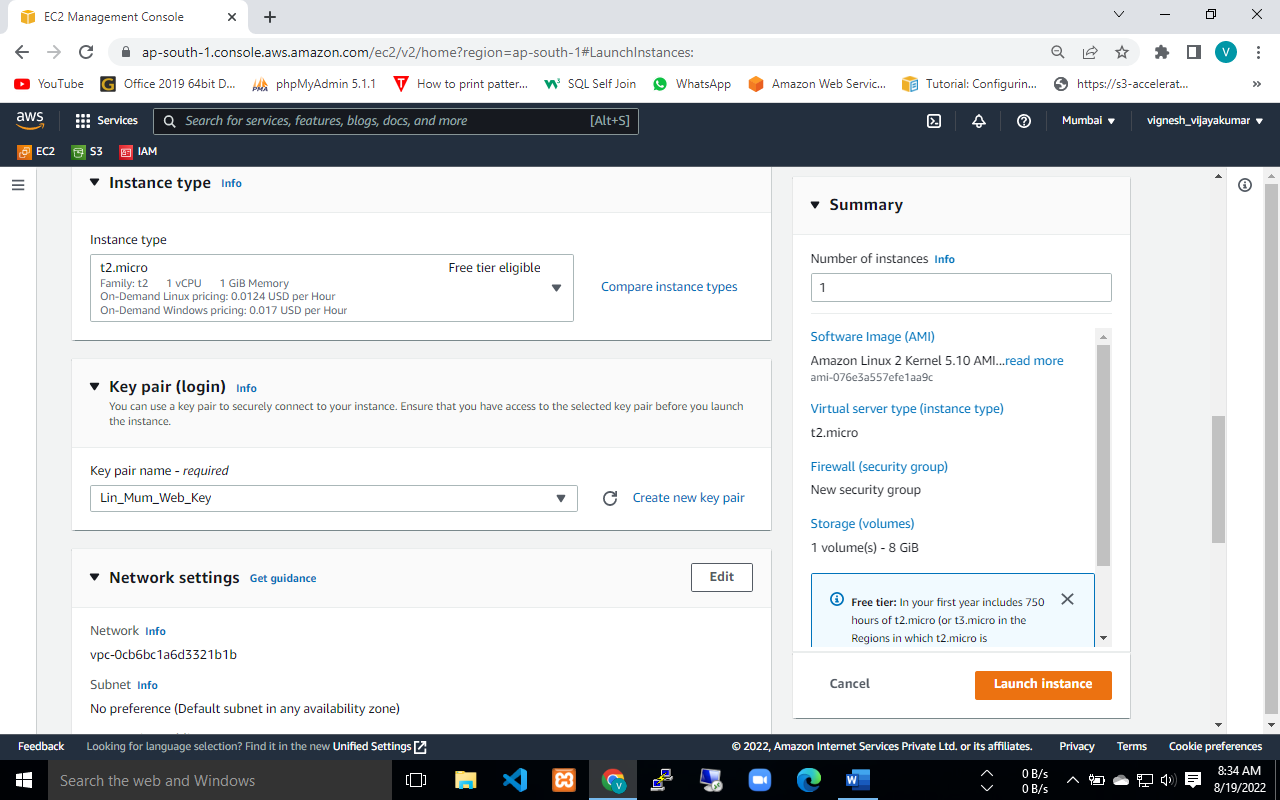 EC2 Management Console
ap-south-1.console.aws.amazon.com/ec2/v2/home?region=ap-south-1#LaunchInstances:
V
YouTube
Office 2019 64bit D...
phpMyAdmin 5.1.1
How to print patter...
SQL Self Join
WhatsApp
Amazon Web Servic...
Tutorial: Configurin...
https://s3-accelerat...
»
aws
Services
Search for services, features, blogs, docs, and more
[Alt+S]
Mumbai
vignesh_vijayakumar
EC2
S3
IAM
Instance type Info
Instance type
t2.micro
Free tier eligible
Family: t2 1 vCPU 1 GiB Memory
On-Demand Linux pricing: 0.0124 USD per Hour
On-Demand Windows pricing: 0.017 USD per Hour
Compare instance types
Key pair (login) Info
You can use a key pair to securely connect to your instance. Ensure that you have access to the selected key pair before you launch
the instance.
Key pair name - required
Lin_Mum_Web_Key
Create new key pair
Network settings Get guidance
Edit
Network Info
vpc-0cb6bc1a6d3321b1b
Subnet Info
No preference (Default subnet in any availability zone)
Summary
Number of instances Info
1
Software Image (AMI)
Amazon Linux 2 Kernel 5.10 AMI...read more
ami-076e3a557efe1aa9c
Virtual server type (instance type)
t2.micro
Firewall (security group)
New security group
Storage (volumes)
1 volume(s) - 8 GiB
Free tier: In your first year includes 750
hours of t2.micro (or t3.micro in the
Regions in which t2.micro is
Cancel
Launch instance
Feedback
Looking for language selection? Find it in the new Unified Settings
© 2022, Amazon Internet Services Private Ltd. or its affiliates.
Privacy
Terms
Cookie preferences
Search the web and Windows
0 B/s
0 B/s
8:34 AM
8/19/2022